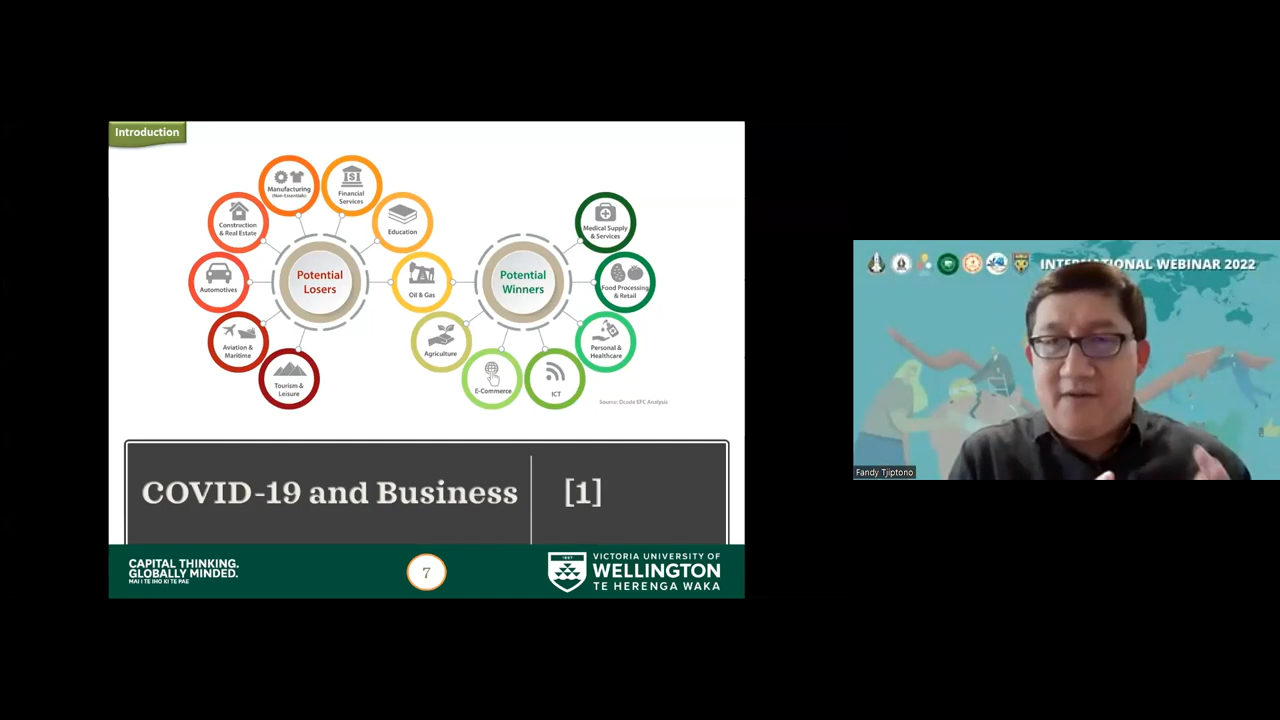 Introduction
Manufacturing
(Non-Essentials)
Financial
Services
Construction
& Real Estate
Education
Medical Supply
& Services
Automotives
Potential
Losers
Oil & Gas
Potential
Winners
Food Processing
& Retail
Aviation &
Maritime
Agriculture
Personal &
Healthcare
Tourism &
Leisure
E-Commerce
ICT
Source: Dcode EFC Analysis
COVID-19 and Business
[1]
CAPITAL THINKING.
GLOBALLY MINDED.
MAI I TE IHO KI TE PAE
7
1897
VICTORIA UNIVERSITY OF
WELLINGTON
TE HERENGA WAKA
INTERNATIONAL WEBINAR 2022
Fandy Tjiptono